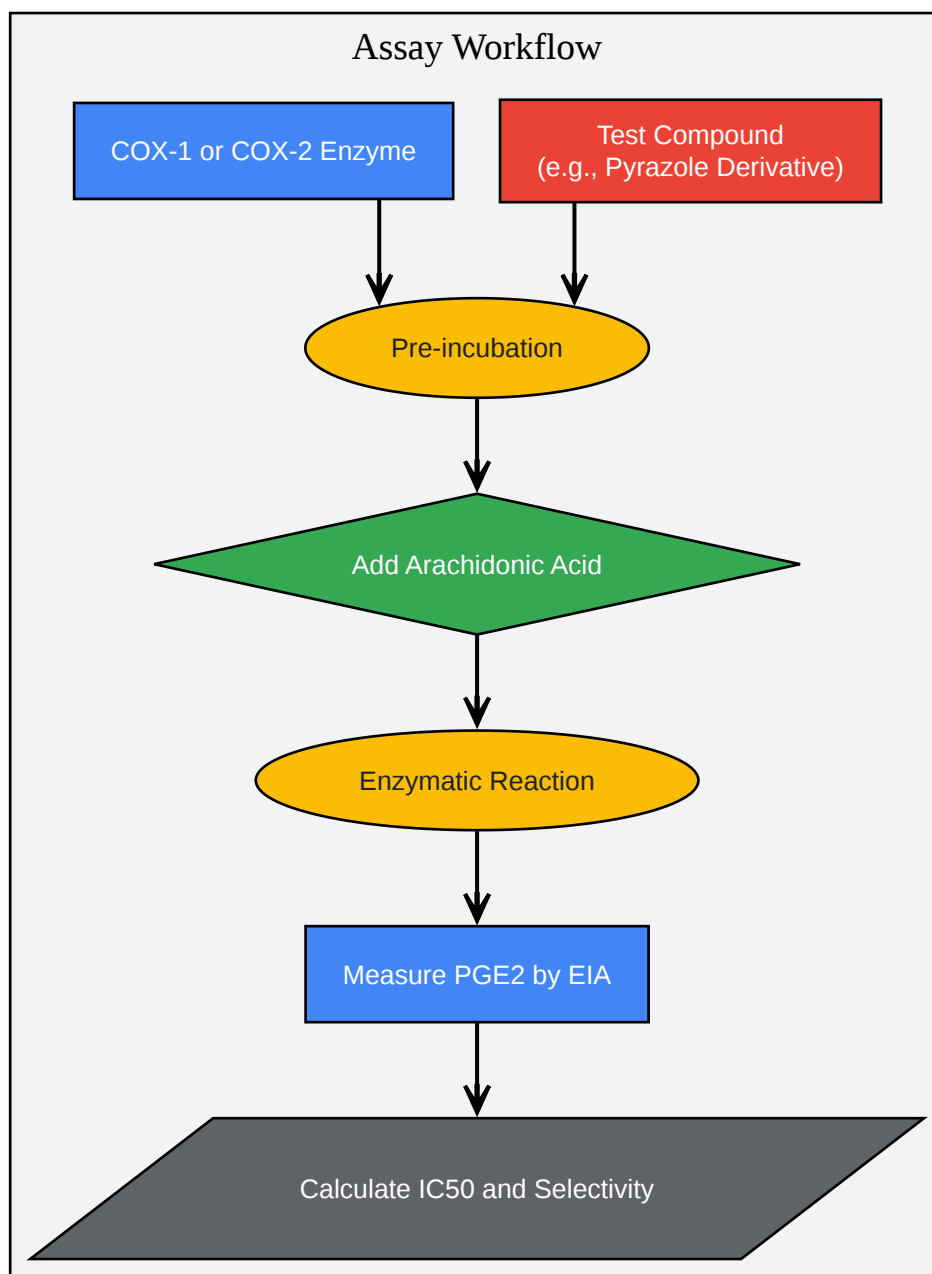 Assay Workflow
COX-1 or COX-2 Enzyme
Test Compound
(e.g., Pyrazole Derivative)
Pre-incubation
Add Arachidonic Acid
Enzymatic Reaction
Measure PGE2 by EIA
Calculate IC50 and Selectivity